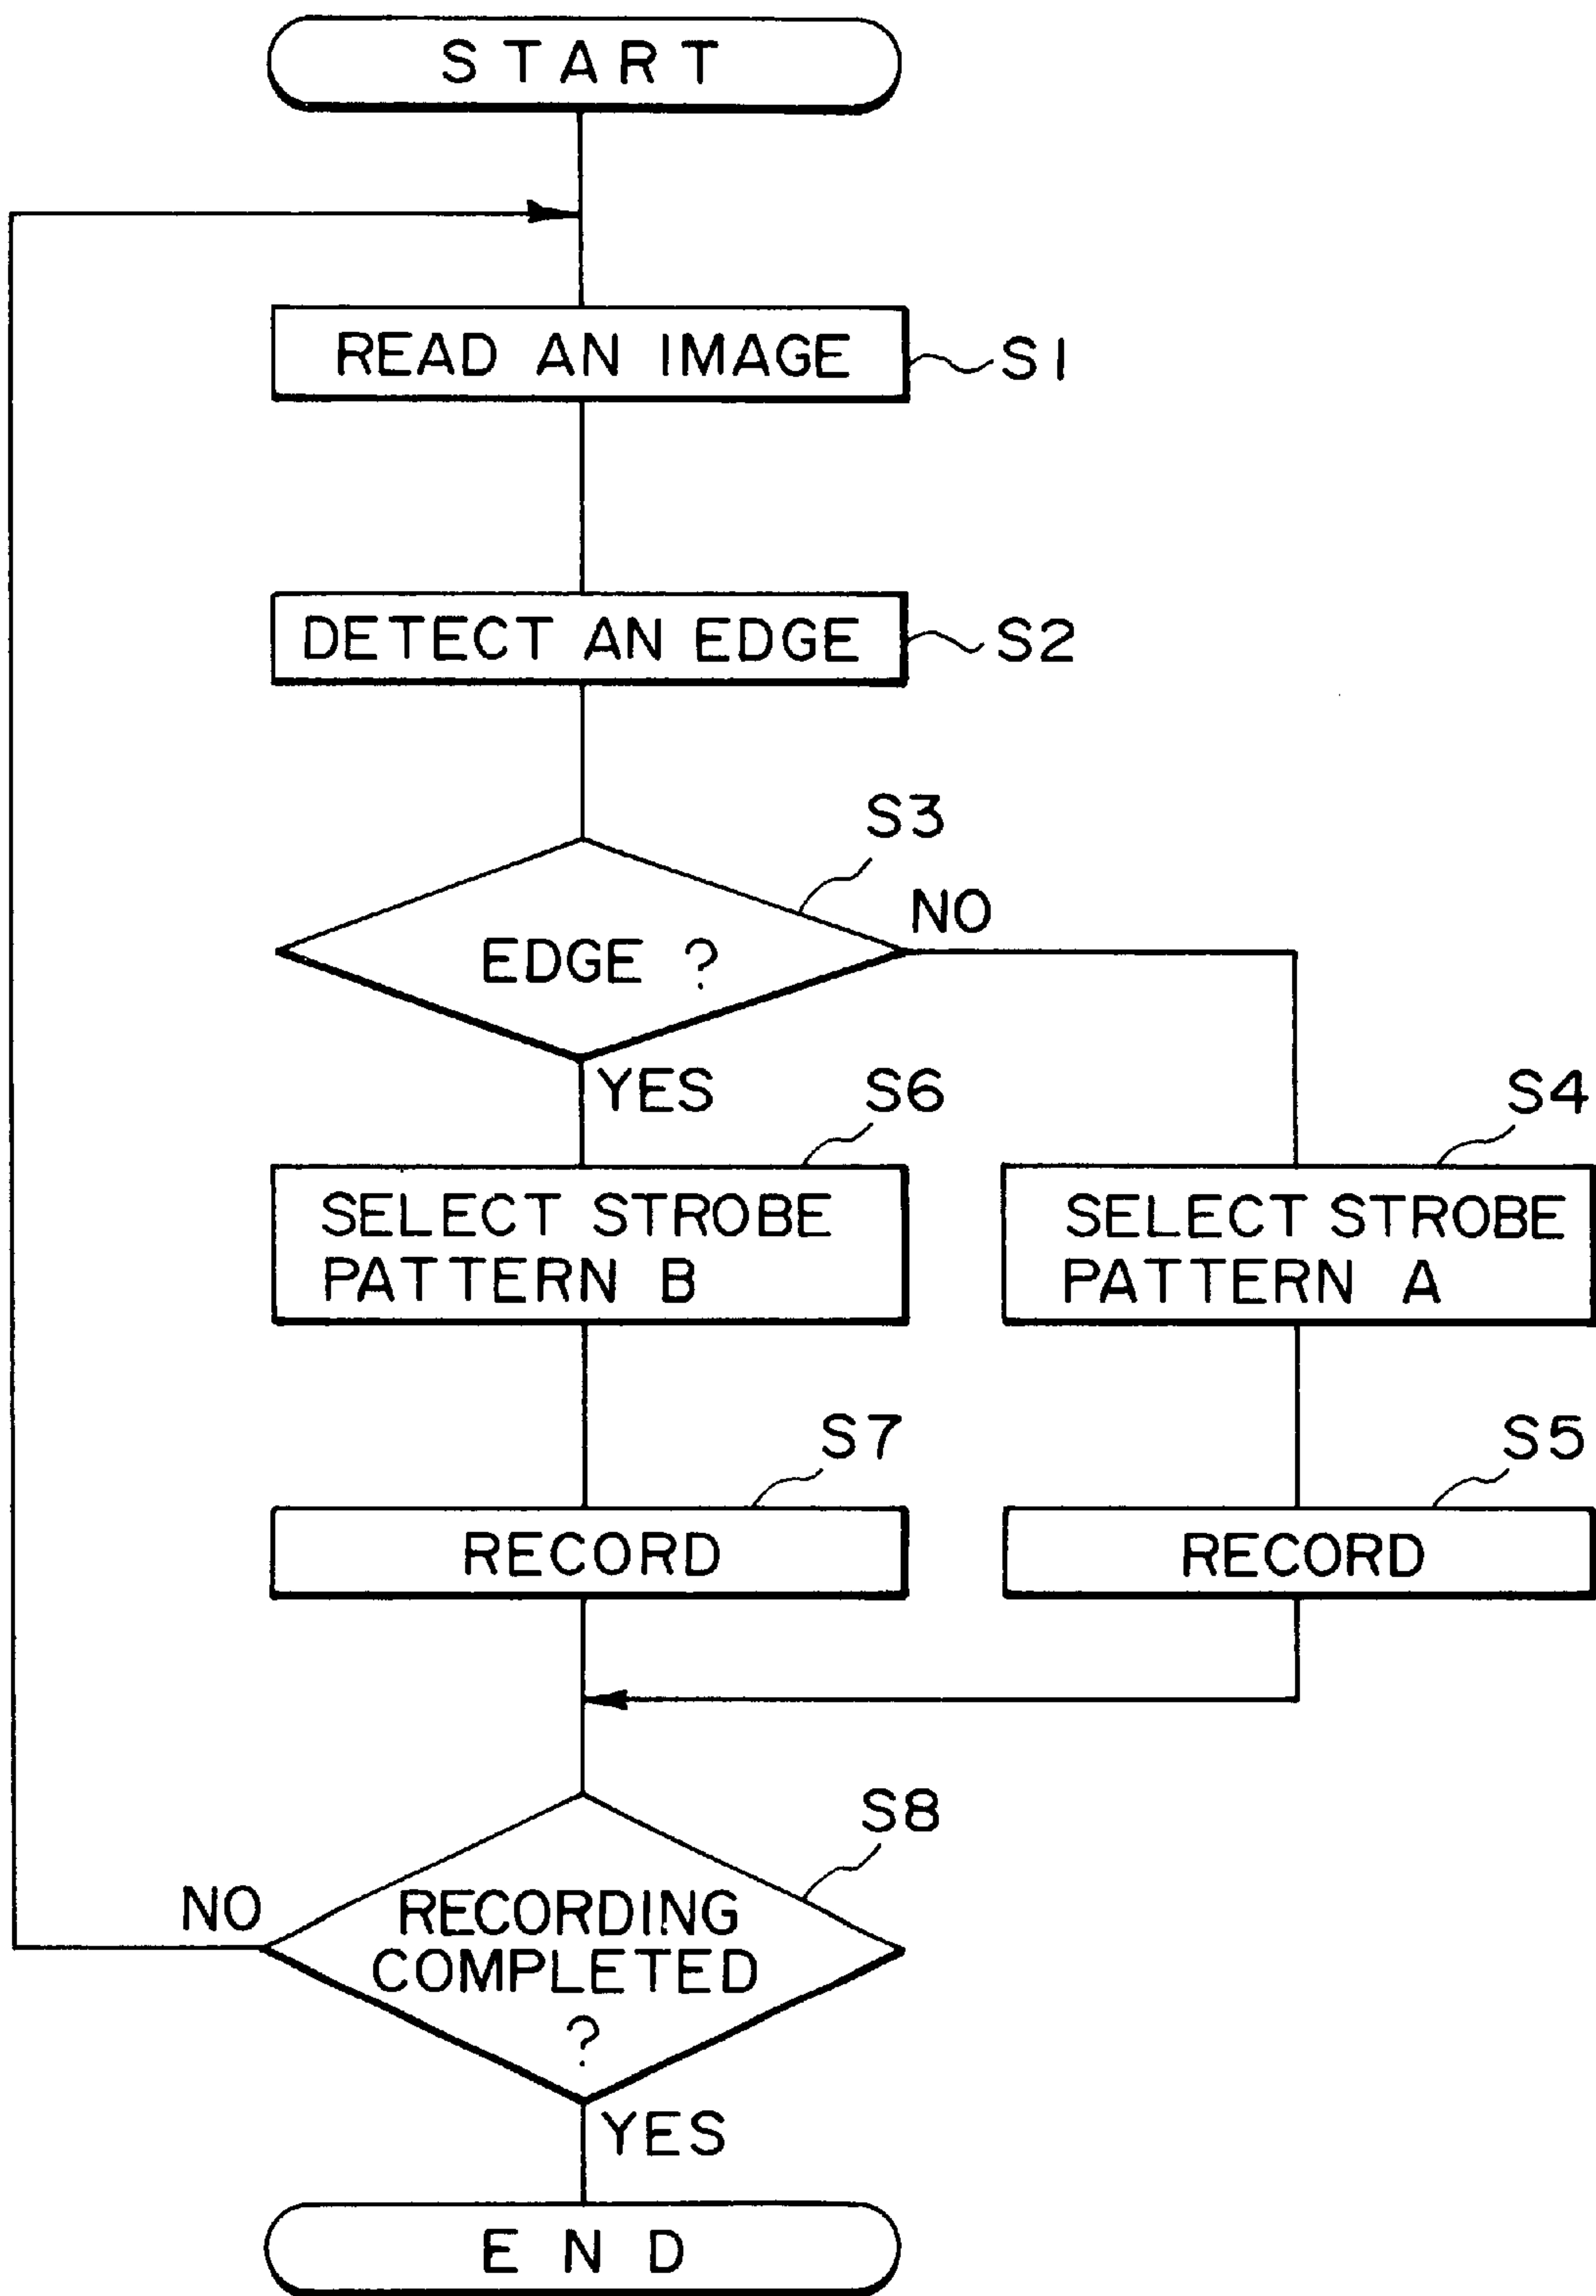 START
READ AN IMAGE
S1
DETECT AN EDGE
S2
S3
EDGE ?
NO
YES
S6
SELECT STROBE
PATTERN B
S4
SELECT STROBE
PATTERN A
S7
RECORD
S5
RECORD
S8
NO
RECORDING
COMPLETED
?
YES
END